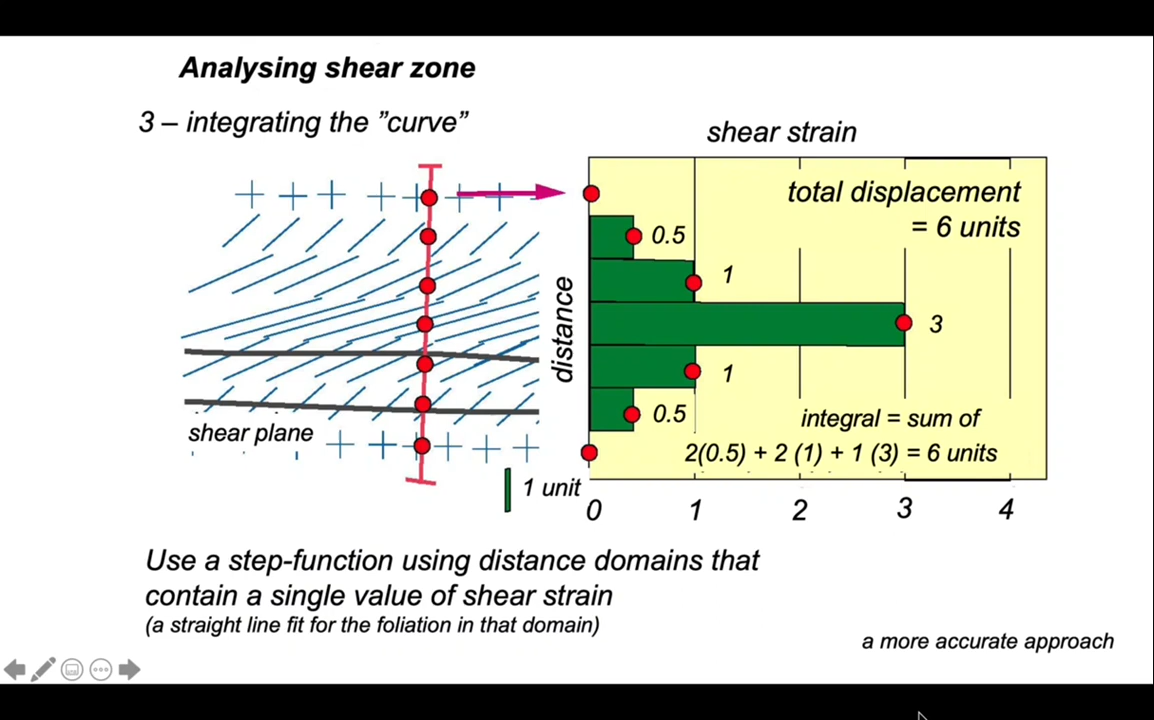 Analysing shear zone
3 – integrating the ”curve”
shear strain
total displacement
= 6 units
0.5
1
distance
3
1
0.5
integral = sum of
shear plane
2(0.5) + 2 (1) + 1 (3) = 6 units
1 unit
0 1 2 3 4
Use a step-function using distance domains that
contain a single value of shear strain
(a straight line fit for the foliation in that domain)
a more accurate approach